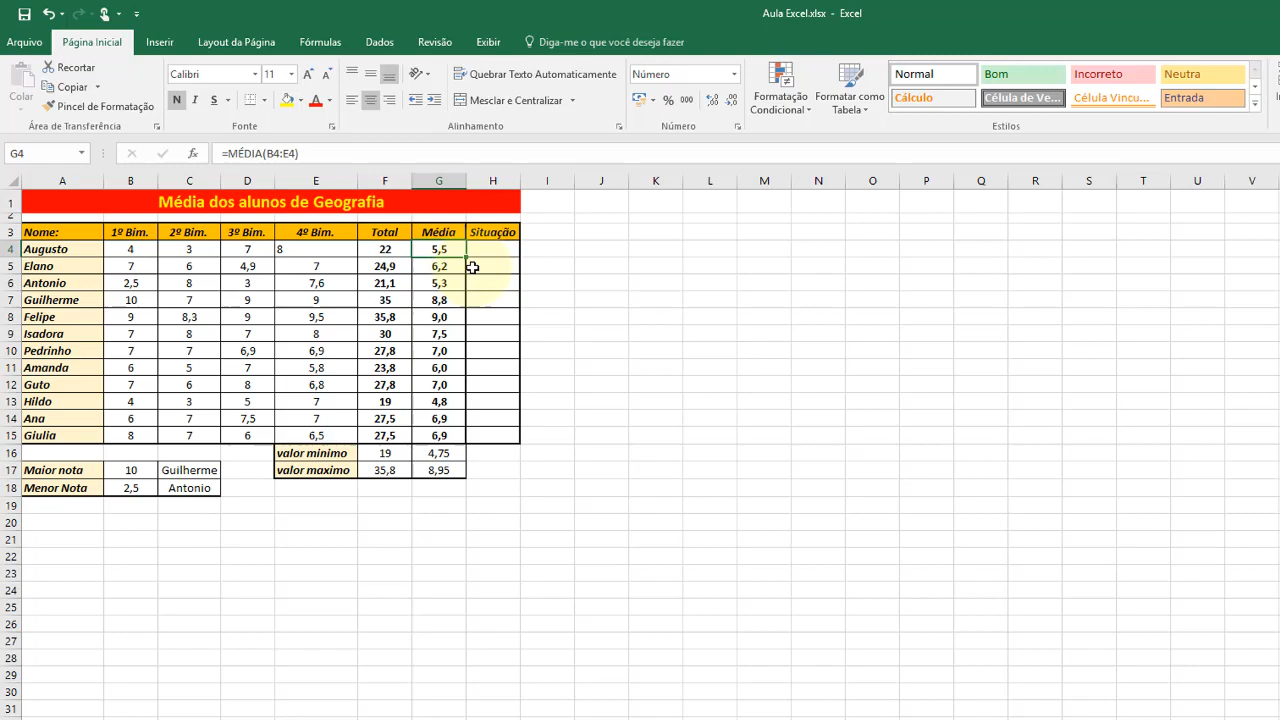 Aula Excel.xlsx - Excel
Arquivo Página Inicial Inserir Layout da Página Fórmulas Dados Revisão Exibir Diga-me o que você deseja fazer
Colar Recortar Copiar Pincel de Formatação
Calibri 11 N I S A A A
Quebrar Texto Automaticamente
Mesclar e Centralizar
Número % 000
Formatação Condicional Formatar como Tabela
Normal Bom Incorreto Neutra
Cálculo Célula de Ve... Célula Vincu... Entrada
Área de Transferência Fonte Alinhamento Número Estilos
G4 fx =MÉDIA(B4:E4)
A B C D E F G H I J K L M N O P Q R S T U V
1 Média dos alunos de Geografia
2
3 Nome: 1º Bim. 2º Bim. 3º Bim. 4º Bim. Total Média Situação
4 Augusto 4 3 7 8 22 5,5
5 Elano 7 6 4,9 7 24,9 6,2
6 Antonio 2,5 8 3 7,6 21,1 5,3
7 Guilherme 10 7 9 9 35 8,8
8 Felipe 9 8,3 9 9,5 35,8 9,0
9 Isadora 7 8 7 8 30 7,5
10 Pedrinho 7 7 6,9 6,9 27,8 7,0
11 Amanda 6 5 7 5,8 23,8 6,0
12 Guto 7 6 8 6,8 27,8 7,0
13 Hildo 4 3 5 7 19 4,8
14 Ana 6 7 7,5 7 27,5 6,9
15 Giulia 8 7 6 6,5 27,5 6,9
16 valor minimo 19 4,75
17 Maior nota 10 Guilherme valor maximo 35,8 8,95
18 Menor Nota 2,5 Antonio
19
20
21
22
23
24
25
26
27
28
29
30
31